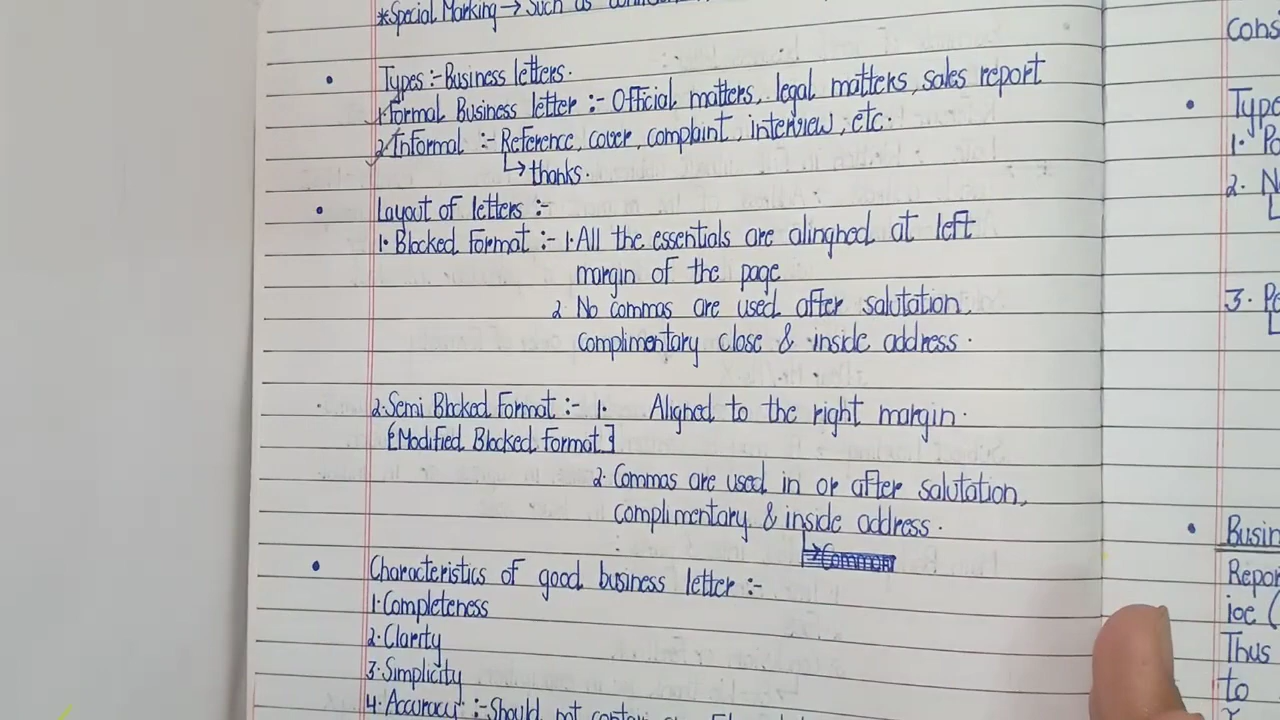 *Special Marking → Such as
• Types :- Business letters.
1. Formal Business letter :- Official matters, legal matters, sales report
2. Informal :- Reference, cover, complaint, interview, etc.
↳ thanks.
• Layout of letters :-
1. Blocked Format :- 1. All the essentials are alinghed at left
margin of the page
2. No commas are used after salutation,
complimentary close & inside address.
2. Semi Blocked Format :- 1. Aligned to the right margin.
[Modified Blocked Format]
2. Commas are used in or after salutation,
complimentary & inside address.
• Characteristics of good business letter :-
1. Completeness
2. Clarity
3. Simplicity
4. Accuracy :- Should not
• Type
1.
2.
3.
• Busin
Repor
Thus
to